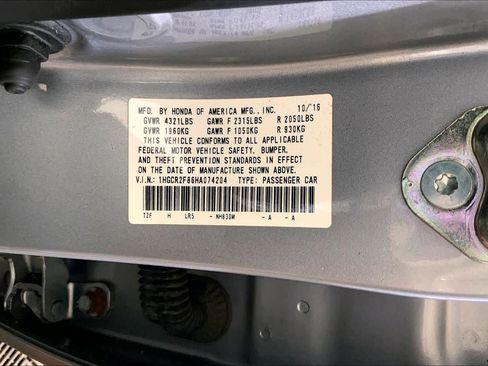 MFD. BY HONDA OF AMERICA MFG., INC. 10/16
GVWR 4321LBS GAWR F 2315LBS R 2050LBS
GVWR 1960KG GAWR F 1050KG R 930KG
THIS VEHICLE CONFORMS TO ALL APPLICABLE
FEDERAL MOTOR VEHICLE SAFETY, BUMPER,
AND THEFT PREVENTION STANDARDS IN EFFECT
ON THE DATE OF MANUFACTURE SHOWN ABOVE.
V.I.N.: 1HGCR2F86HA074204 TYPE: PASSENGER CAR
T2F H LR5 - NH830M - A - A